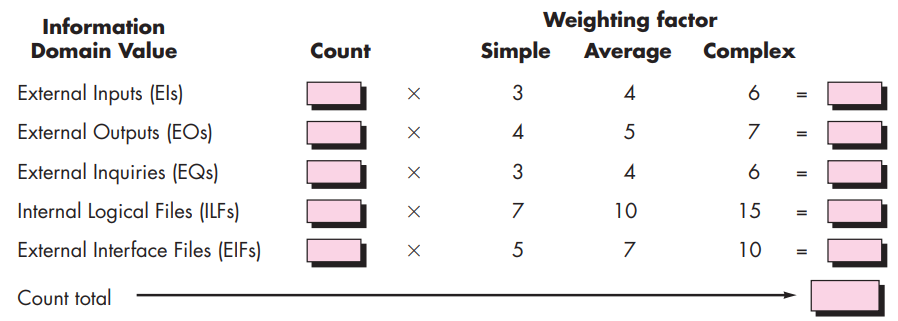 Weighting factor
Information
Domain Value Count Simple Average Complex
External Inputs (EIs) × 3 4 6 =
External Outputs (EOs) × 4 5 7 =
External Inquiries (EQs) × 3 4 6 =
Internal Logical Files (ILFs) × 7 10 15 =
External Interface Files (EIFs) × 5 7 10 =
Count total